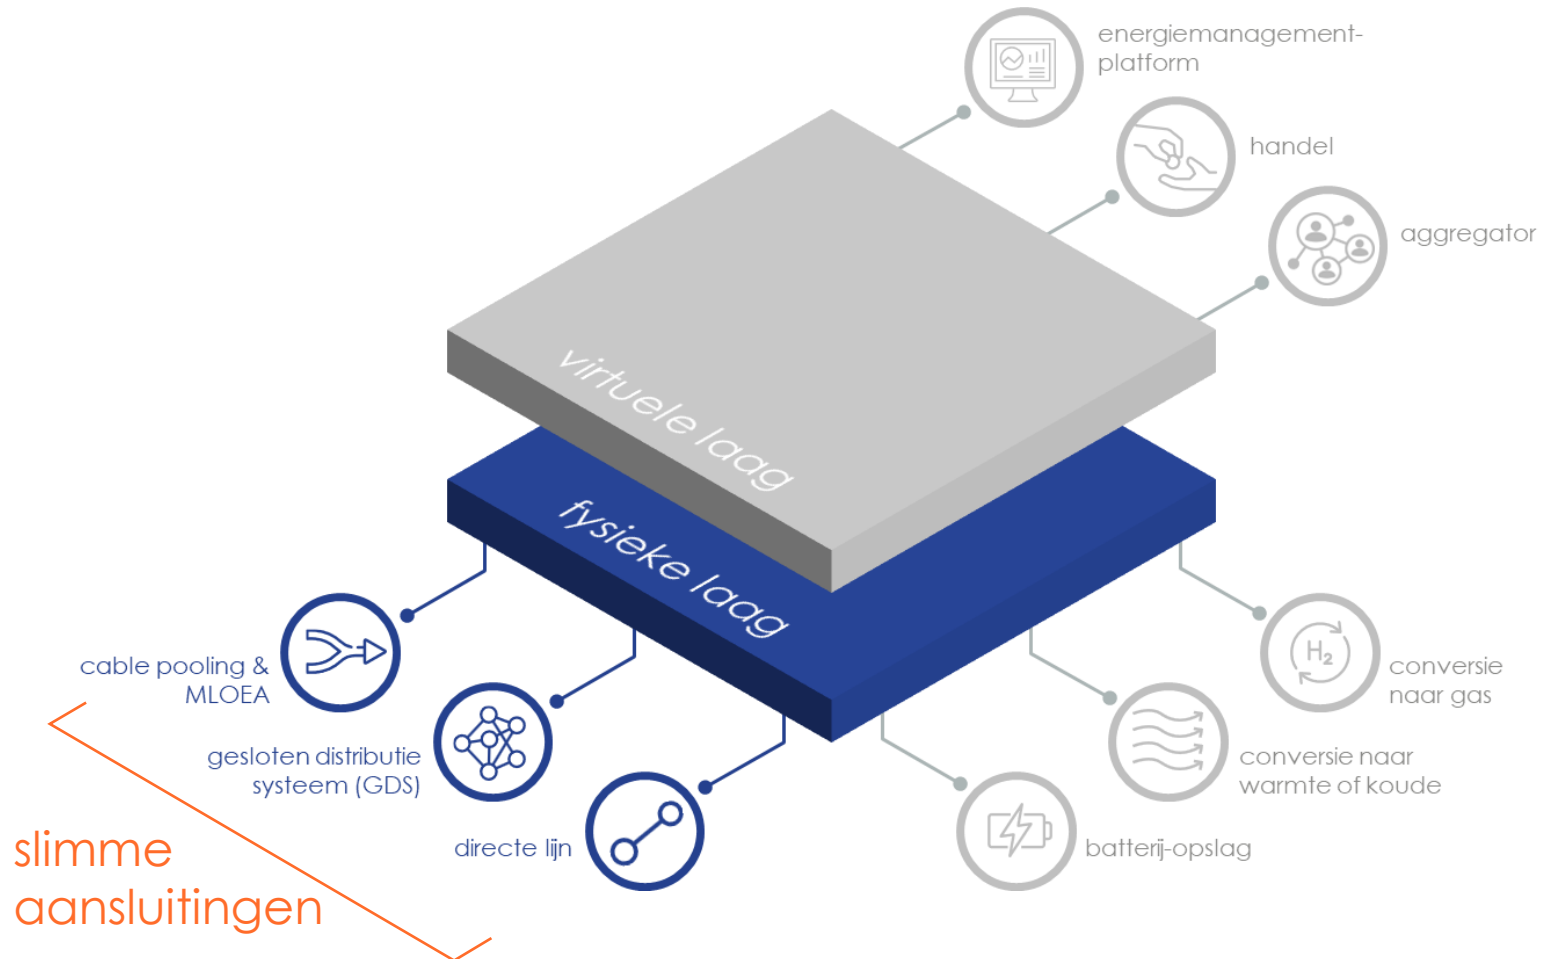 energiemanagement-
platform
handel
aggregator
virtuele laag
fysieke laag
cable pooling &
MLOEA
gesloten distributie
systeem (GDS)
directe lijn
slimme
aansluitingen
H2
conversie
naar gas
conversie naar
warmte of koude
batterij-opslag